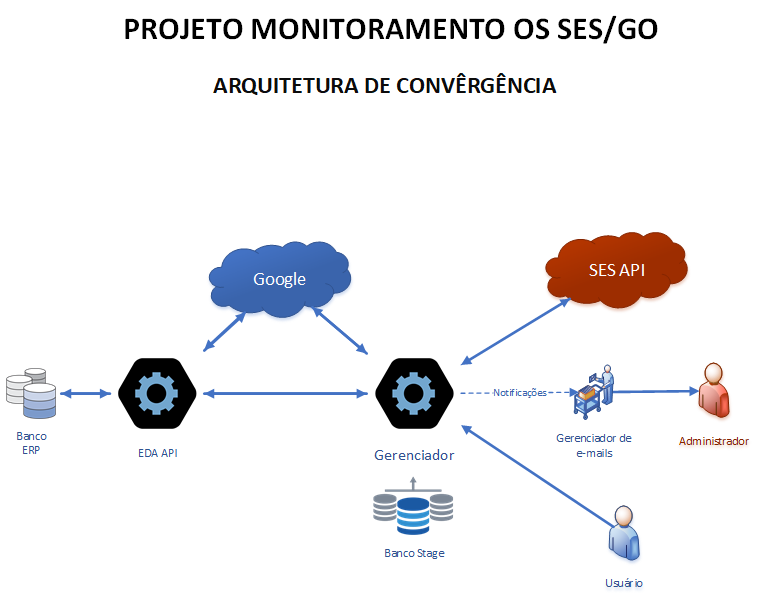 PROJETO MONITORAMENTO OS SES/GO
ARQUITETURA DE CONVÊRGÊNCIA
Google
SES API
Banco
ERP
EDA API
Gerenciador
Notificações
Gerenciador de
e-mails
Administrador
Banco Stage
Usuário